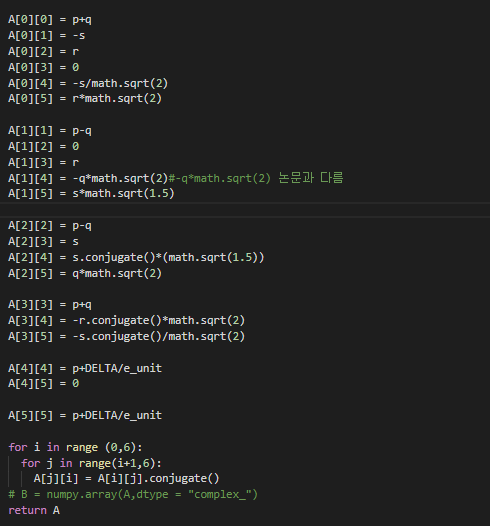 A[0][0] = p+q
A[0][1] = -s
A[0][2] = r
A[0][3] = 0
A[0][4] = -s/math.sqrt(2)
A[0][5] = r*math.sqrt(2)
A[1][1] = p-q
A[1][2] = 0
A[1][3] = r
A[1][4] = -q*math.sqrt(2)#-q*math.sqrt(2) 논문과 다름
A[1][5] = s*math.sqrt(1.5)
A[2][2] = p-q
A[2][3] = s
A[2][4] = s.conjugate()*(math.sqrt(1.5))
A[2][5] = q*math.sqrt(2)
A[3][3] = p+q
A[3][4] = -r.conjugate()*math.sqrt(2)
A[3][5] = -s.conjugate()/math.sqrt(2)
A[4][4] = p+DELTA/e_unit
A[4][5] = 0
A[5][5] = p+DELTA/e_unit
for i in range (0,6):
for j in range(i+1,6):
A[j][i] = A[i][j].conjugate()
# B = numpy.array(A,dtype = "complex_")
return A